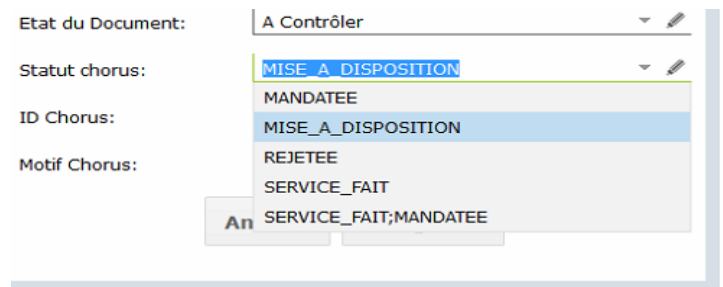 Etat du Document: A Contrôler
Statut chorus: MISE_A_DISPOSITION
MANDATEE
ID Chorus:
MISE_A_DISPOSITION
Motif Chorus:
REJETEE
SERVICE_FAIT
SERVICE_FAIT;MANDATEE